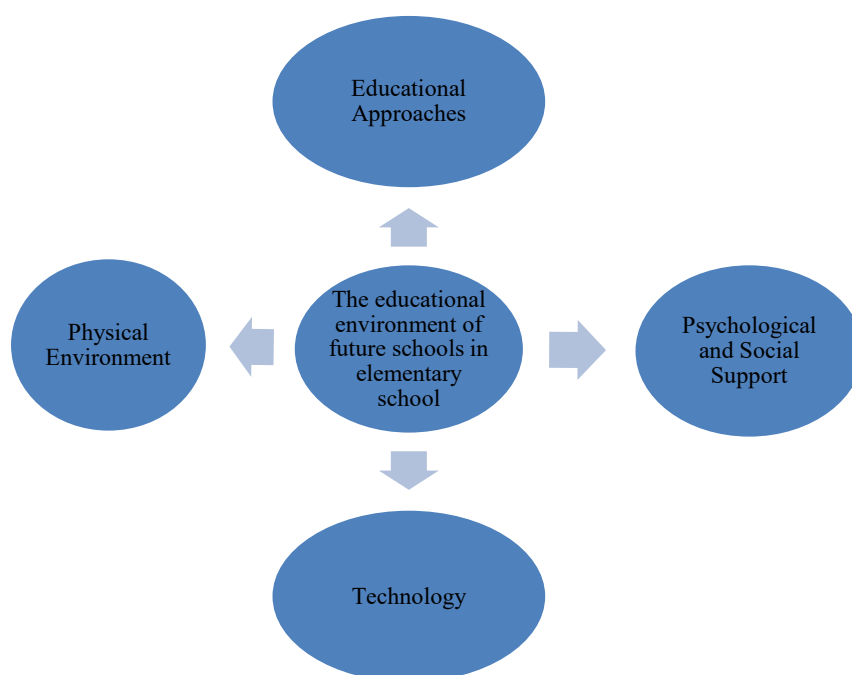 Educational
Approaches
Physical
Environment
The educational
environment of
future schools in
elementary
school
Psychological
and Social
Support
Technology